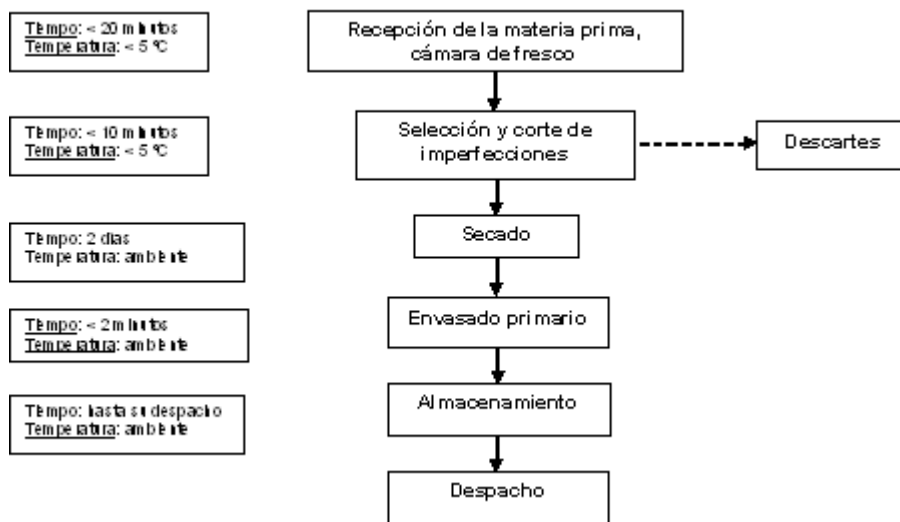 Tiempo: < 20 minutos
Temperatura: < 5 ºC
Recepción de la materia prima,
cámara de fresco
Tiempo: < 10 minutos
Temperatura: < 5 ºC
Selección y corte de
imperfecciones
Descartes
Tiempo: 2 dias
Temperatura: ambiente
Secado
Tiempo: < 2 minutos
Temperatura: ambiente
Envasado primario
Tiempo: hasta su despacho
Temperatura: ambiente
Almacenamiento
Despacho